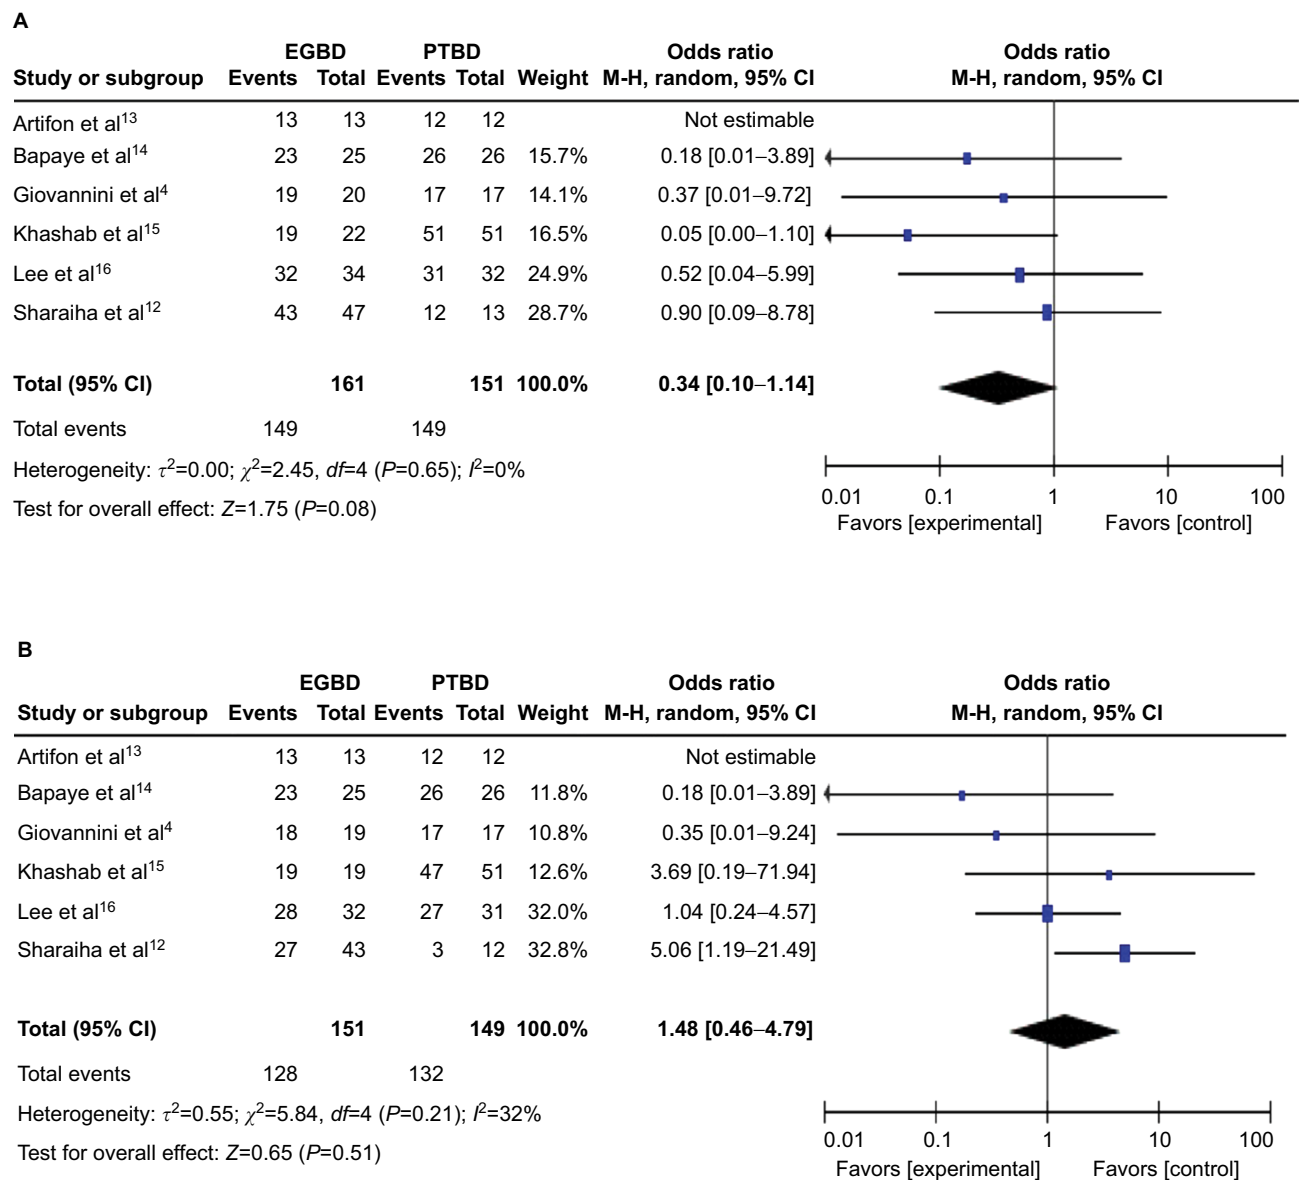 A
EGBD PTBD Odds ratio Odds ratio
Study or subgroup Events Total Events Total Weight M-H, random, 95% CI M-H, random, 95% CI
Artifon et al13 13 13 12 12 Not estimable
Bapaye et al14 23 25 26 26 15.7% 0.18 [0.01–3.89]
Giovannini et al4 19 20 17 17 14.1% 0.37 [0.01–9.72]
Khashab et al15 19 22 51 51 16.5% 0.05 [0.00–1.10]
Lee et al16 32 34 31 32 24.9% 0.52 [0.04–5.99]
Sharaiha et al12 43 47 12 13 28.7% 0.90 [0.09–8.78]
Total (95% CI) 161 151 100.0% 0.34 [0.10–1.14]
Total events 149 149
Heterogeneity: τ²=0.00; χ²=2.45, df=4 (P=0.65); I²=0%
Test for overall effect: Z=1.75 (P=0.08)
0.01 0.1 1 10 100
Favors [experimental] Favors [control]
B
EGBD PTBD Odds ratio Odds ratio
Study or subgroup Events Total Events Total Weight M-H, random, 95% CI M-H, random, 95% CI
Artifon et al13 13 13 12 12 Not estimable
Bapaye et al14 23 25 26 26 11.8% 0.18 [0.01–3.89]
Giovannini et al4 18 19 17 17 10.8% 0.35 [0.01–9.24]
Khashab et al15 19 19 47 51 12.6% 3.69 [0.19–71.94]
Lee et al16 28 32 27 31 32.0% 1.04 [0.24–4.57]
Sharaiha et al12 27 43 3 12 32.8% 5.06 [1.19–21.49]
Total (95% CI) 151 149 100.0% 1.48 [0.46–4.79]
Total events 128 132
Heterogeneity: τ²=0.55; χ²=5.84, df=4 (P=0.21); I²=32%
Test for overall effect: Z=0.65 (P=0.51)
0.01 0.1 1 10 100
Favors [experimental] Favors [control]